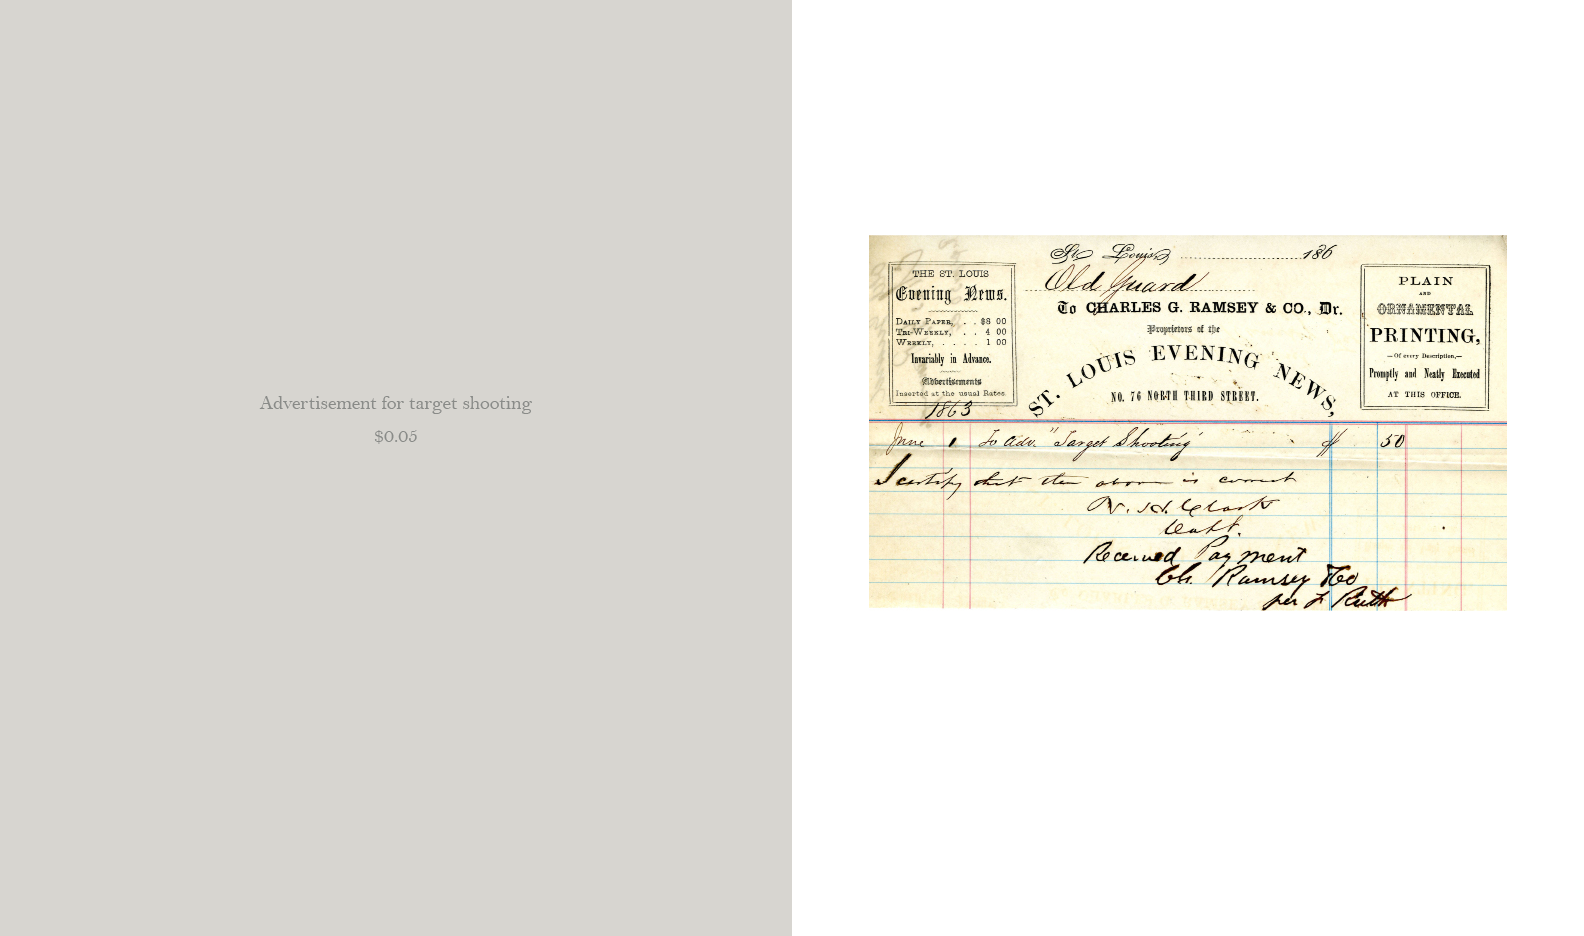 Advertisement for target shooting
$0.05
St. Louis 186
Old Guard
To CHARLES G. RAMSEY & CO., Dr.
Proprietors of the
ST. LOUIS EVENING NEWS,
NO. 76 NORTH THIRD STREET.
THE ST. LOUIS
Evening News.
DAILY PAPER, . . $8 00
TRI-WEEKLY, . . 4 00
WEEKLY, . . . . . 1 00
Invariably in Advance.
Advertisements
Inserted at the usual Rates.
PLAIN
AND
ORNAMENTAL
PRINTING,
—Of every Description,—
Promptly and Neatly Executed
AT THIS OFFICE.
1863
June 1 To Adv. "Target Shooting" $ 50
I certify that the above is correct
W. H. Clark
Capt.
Received Payment
Ch. Ramsey & Co
per